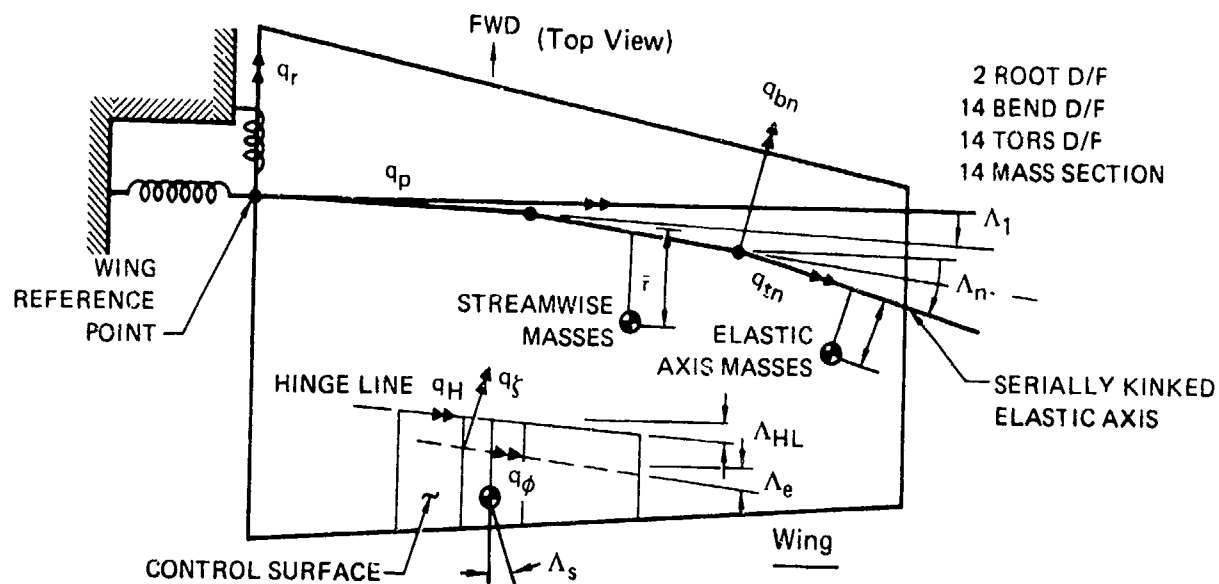 FWD (Top View)
q_r
q_bn
2 ROOT D/F
14 BEND D/F
14 TORS D/F
14 MASS SECTION
q_p
Λ_1
WING
REFERENCE
POINT
r̄
q_tn
Λ_n
STREAMWISE
MASSES
ELASTIC
AXIS MASSES
SERIALLY KINKED
ELASTIC AXIS
HINGE LINE
q_H
q_ζ
Λ_HL
q_ϕ
Λ_e
CONTROL SURFACE
Λ_s
Wing